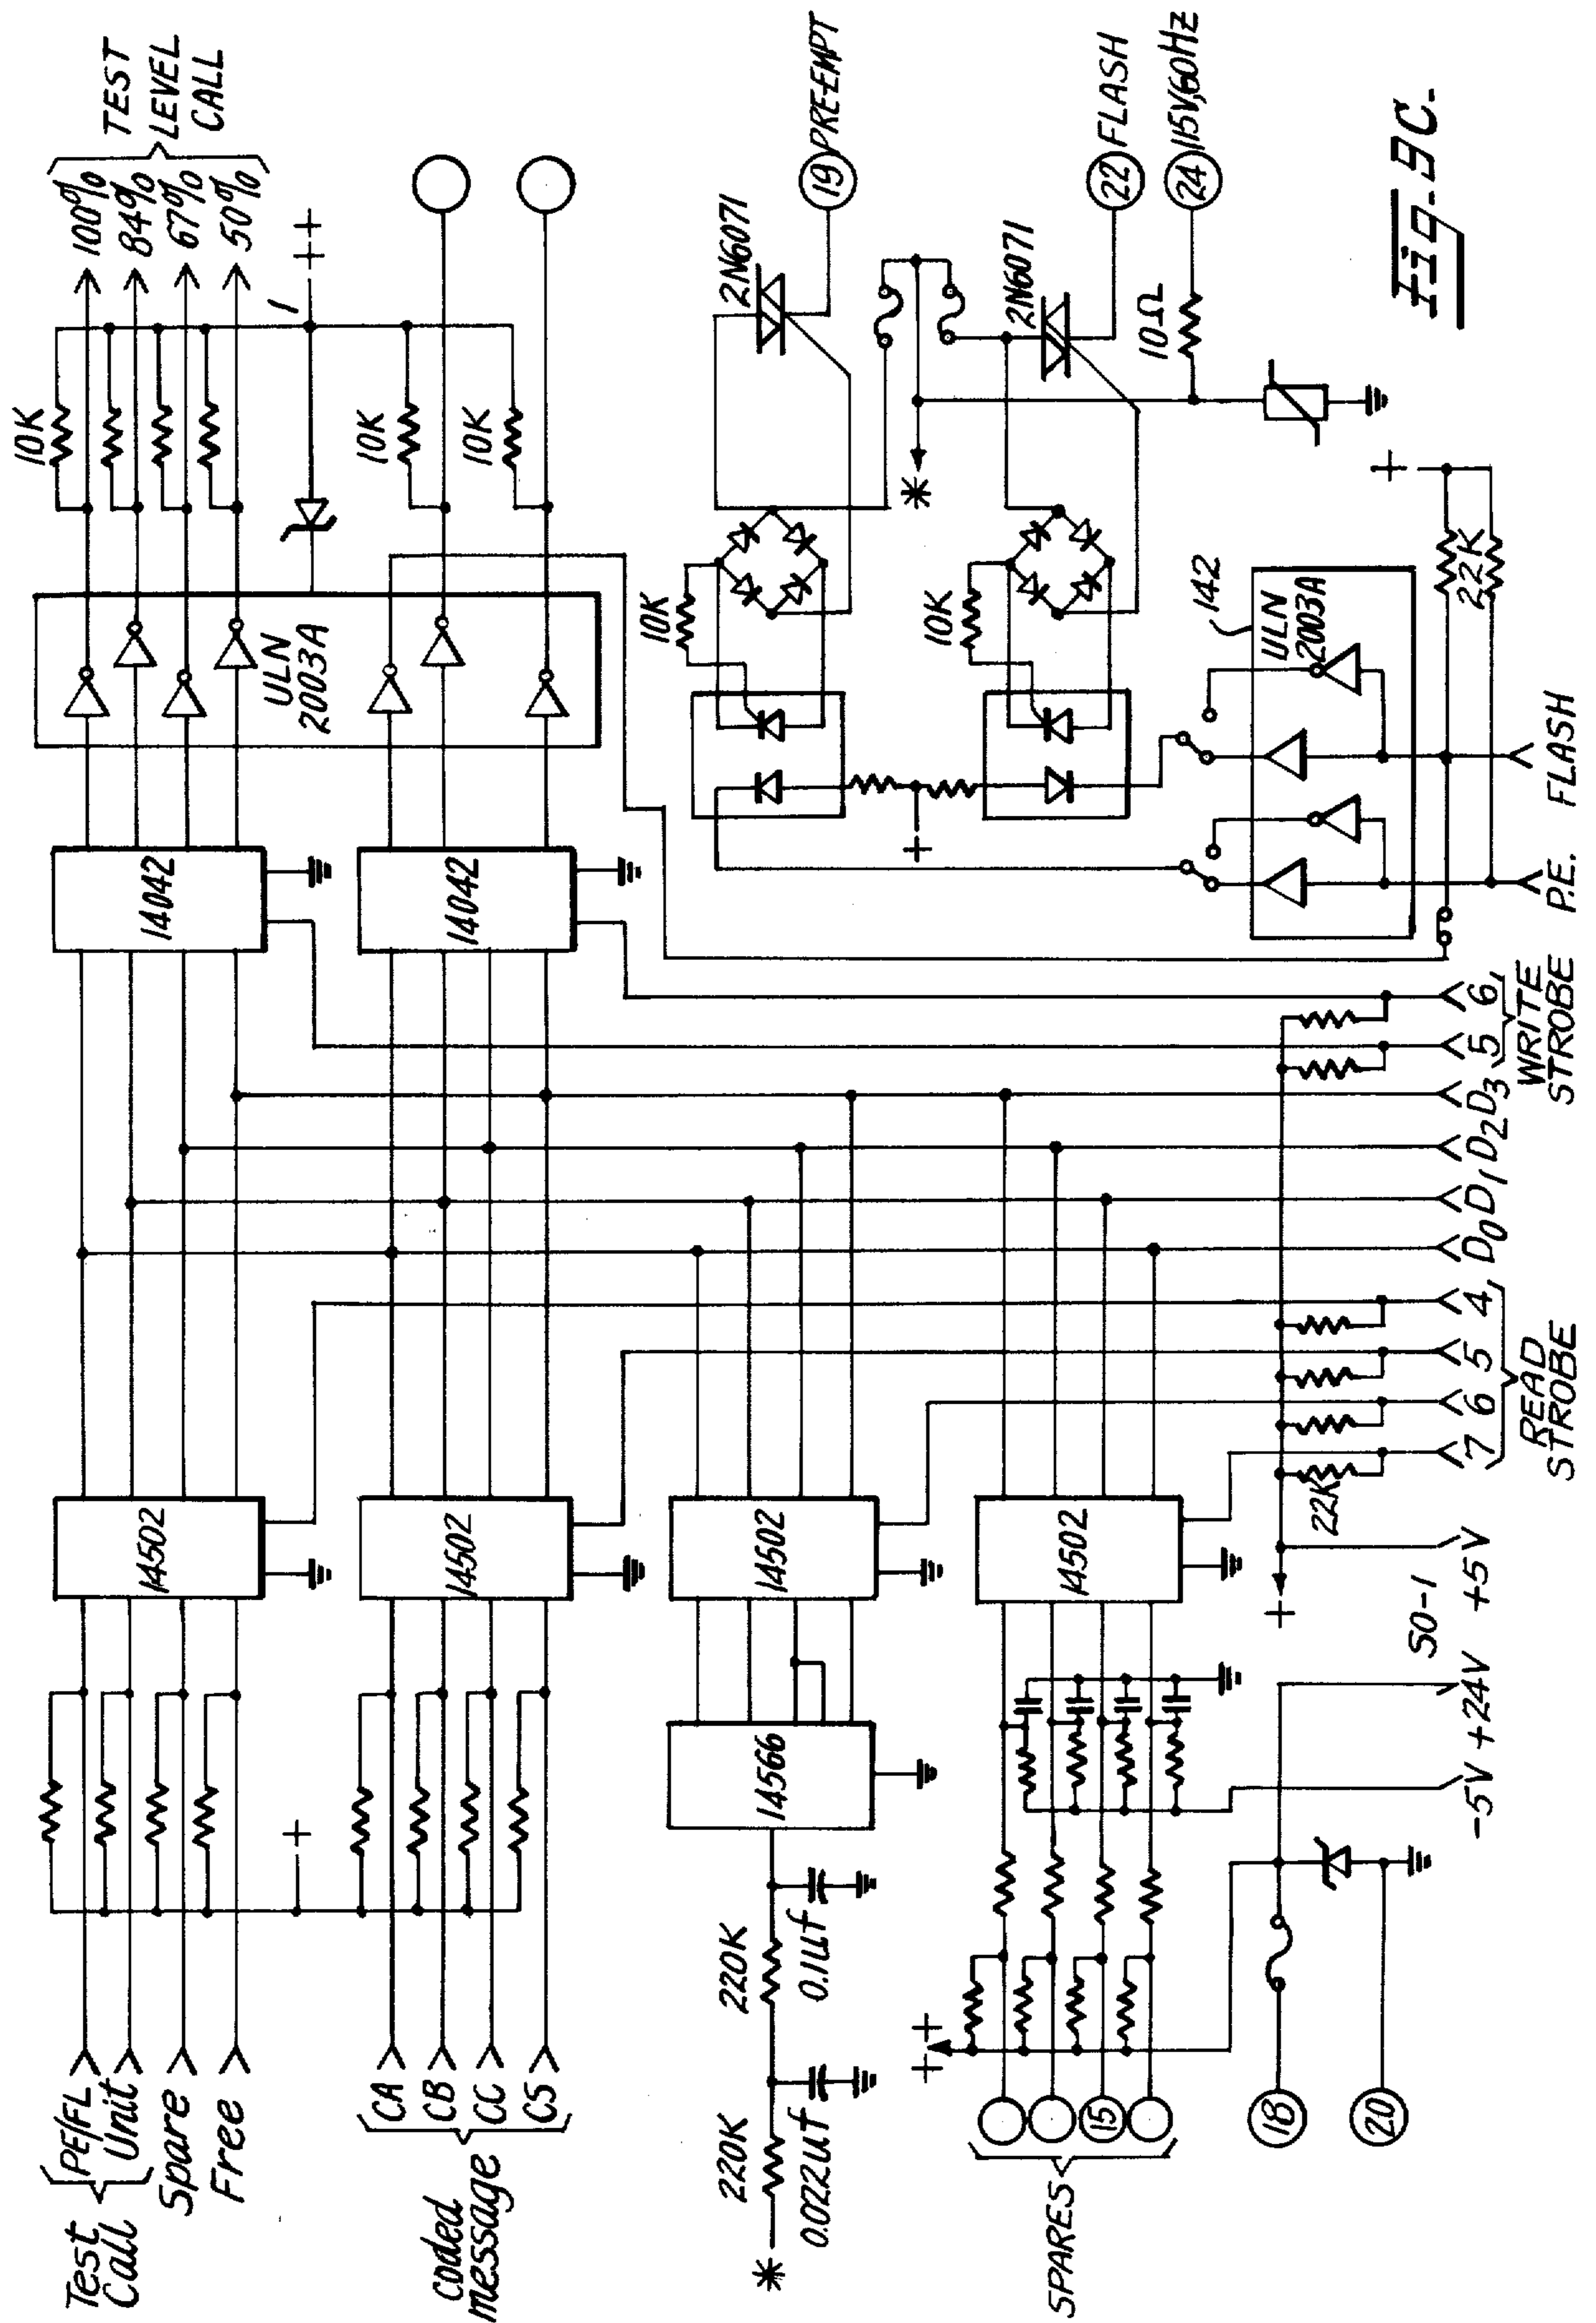 TEST
LEVEL
CALL
100%
84%
67%
50%
10K
1
++
ULN
2003A
14042
14502
PE/FL
Unit
Spare
Free
Test
Call
+
10K
10K
14042
14502
CA
CB
CC
CS
Coded
message
2N6071
19 PRE-EMPT
10K
*
14502
14566
220K
0.1uf
220K
0.022uf
*
2N6071
22 FLASH
10Ω
24 115V,60Hz
10K
+
14502
++
15
SPARES
142
ULN
2003A
+
22K
22K
+
18
20
P.E. FLASH
6, 5
WRITE
STROBE
D3
D2
D1
D0
4,
5
6
7
READ
STROBE
SO-1
+5V
+24V
-5V
Fig. 9C.